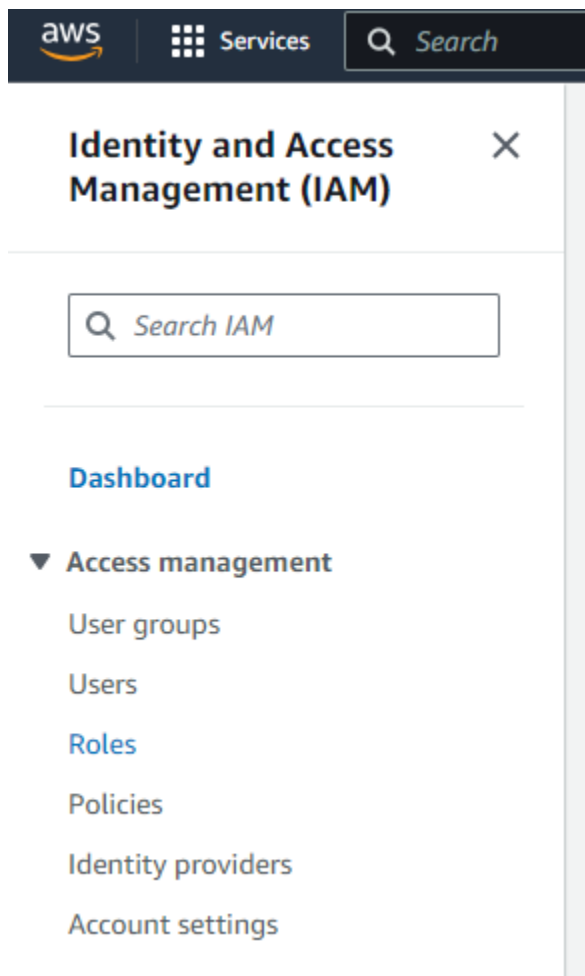 aws
Services
Search
Identity and Access
Management (IAM)
Search IAM
Dashboard
Access management
User groups
Users
Roles
Policies
Identity providers
Account settings